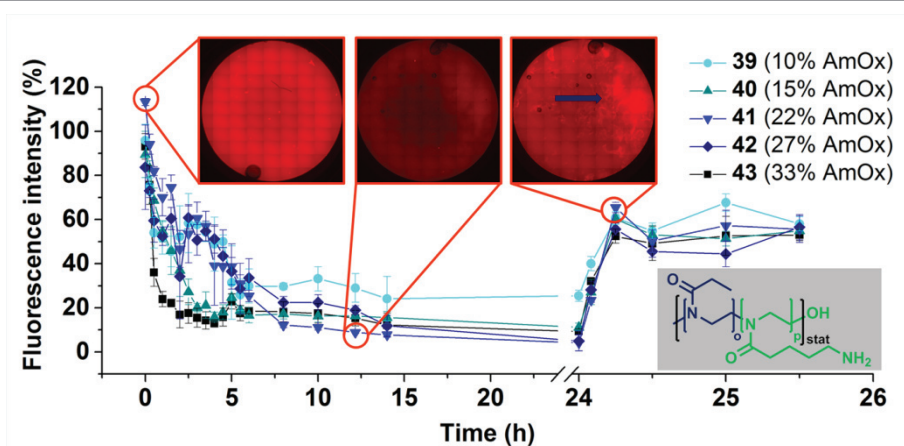 Fluorescence intensity (%)
120
100
80
60
40
20
0
39 (10% AmOx)
40 (15% AmOx)
41 (22% AmOx)
42 (27% AmOx)
43 (33% AmOx)
O
N
o
N
p
OH
stat
O
NH₂
0 5 10 15 20 24 25 26
Time (h)